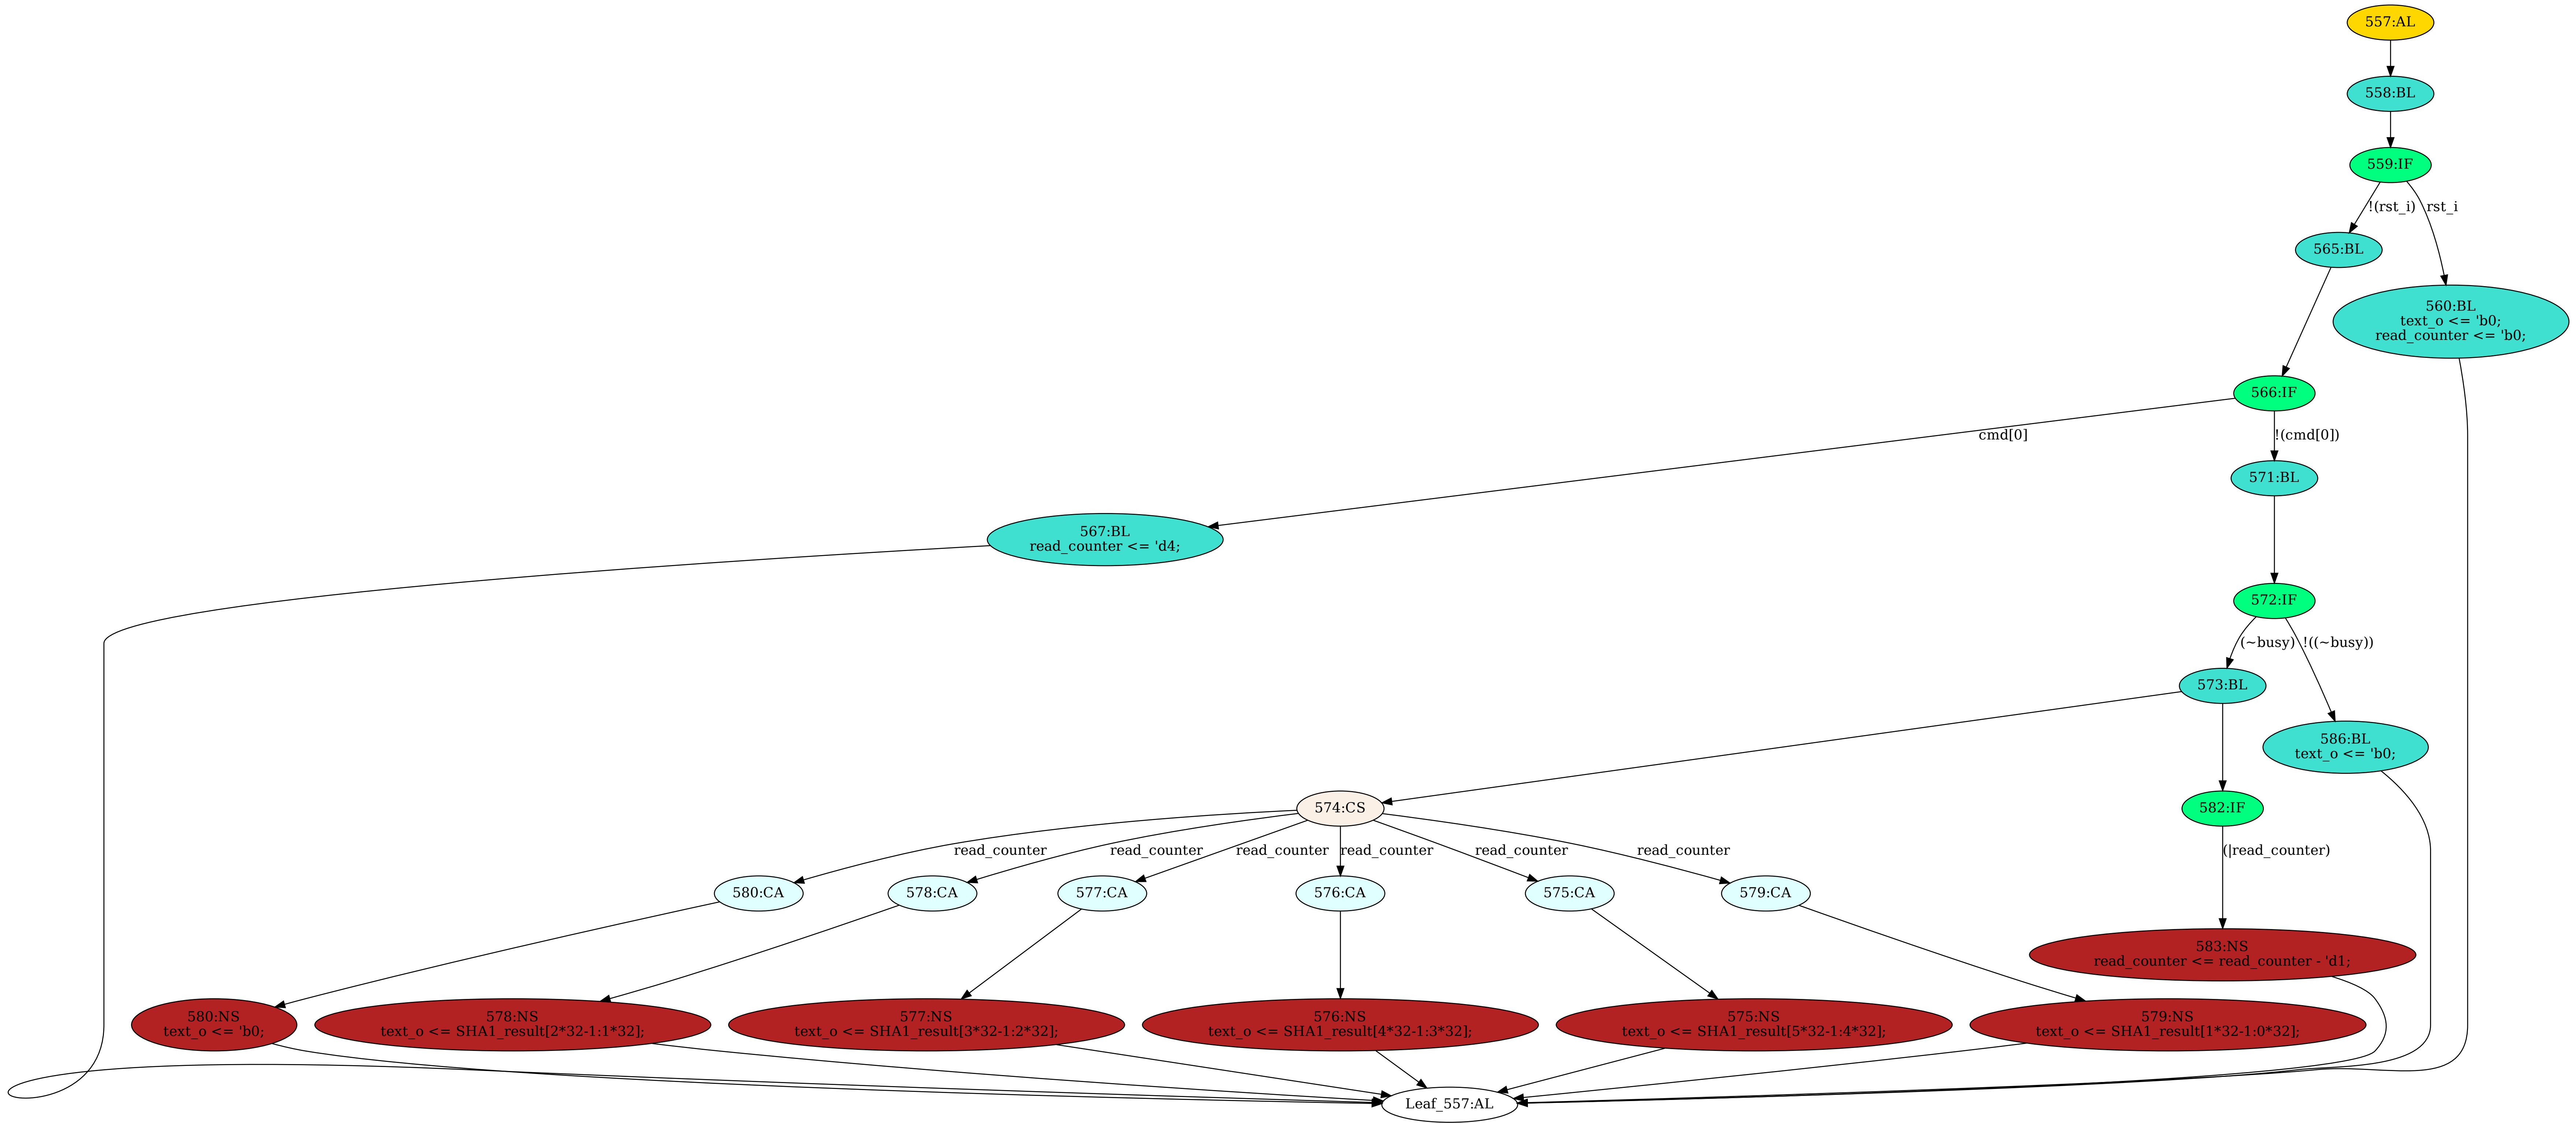 557:AL
558:BL
559:IF
!(rst_i)
rst_i
565:BL
560:BL
text_o <= 'b0;
read_counter <= 'b0;
566:IF
cmd[0]
!(cmd[0])
571:BL
567:BL
read_counter <= 'd4;
572:IF
(~busy)
!((~busy))
573:BL
586:BL
text_o <= 'b0;
574:CS
582:IF
read_counter
read_counter
read_counter
read_counter
read_counter
read_counter
(|read_counter)
580:CA
578:CA
577:CA
576:CA
575:CA
579:CA
583:NS
read_counter <= read_counter - 'd1;
580:NS
text_o <= 'b0;
578:NS
text_o <= SHA1_result[2*32-1:1*32];
577:NS
text_o <= SHA1_result[3*32-1:2*32];
576:NS
text_o <= SHA1_result[4*32-1:3*32];
575:NS
text_o <= SHA1_result[5*32-1:4*32];
579:NS
text_o <= SHA1_result[1*32-1:0*32];
Leaf_557:AL